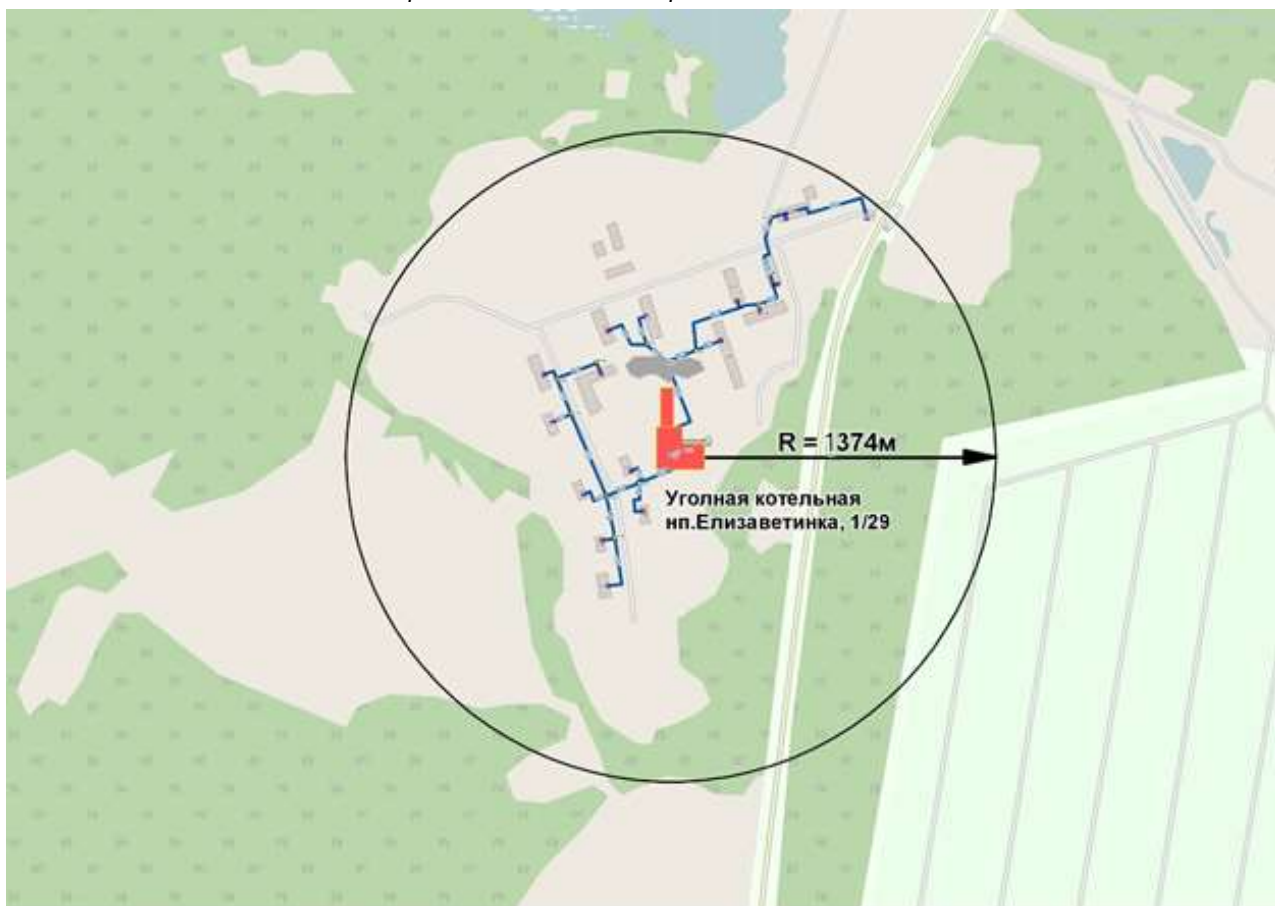 R = 1374м
Уголная котельная
нп.Елизаветинка, 1/29